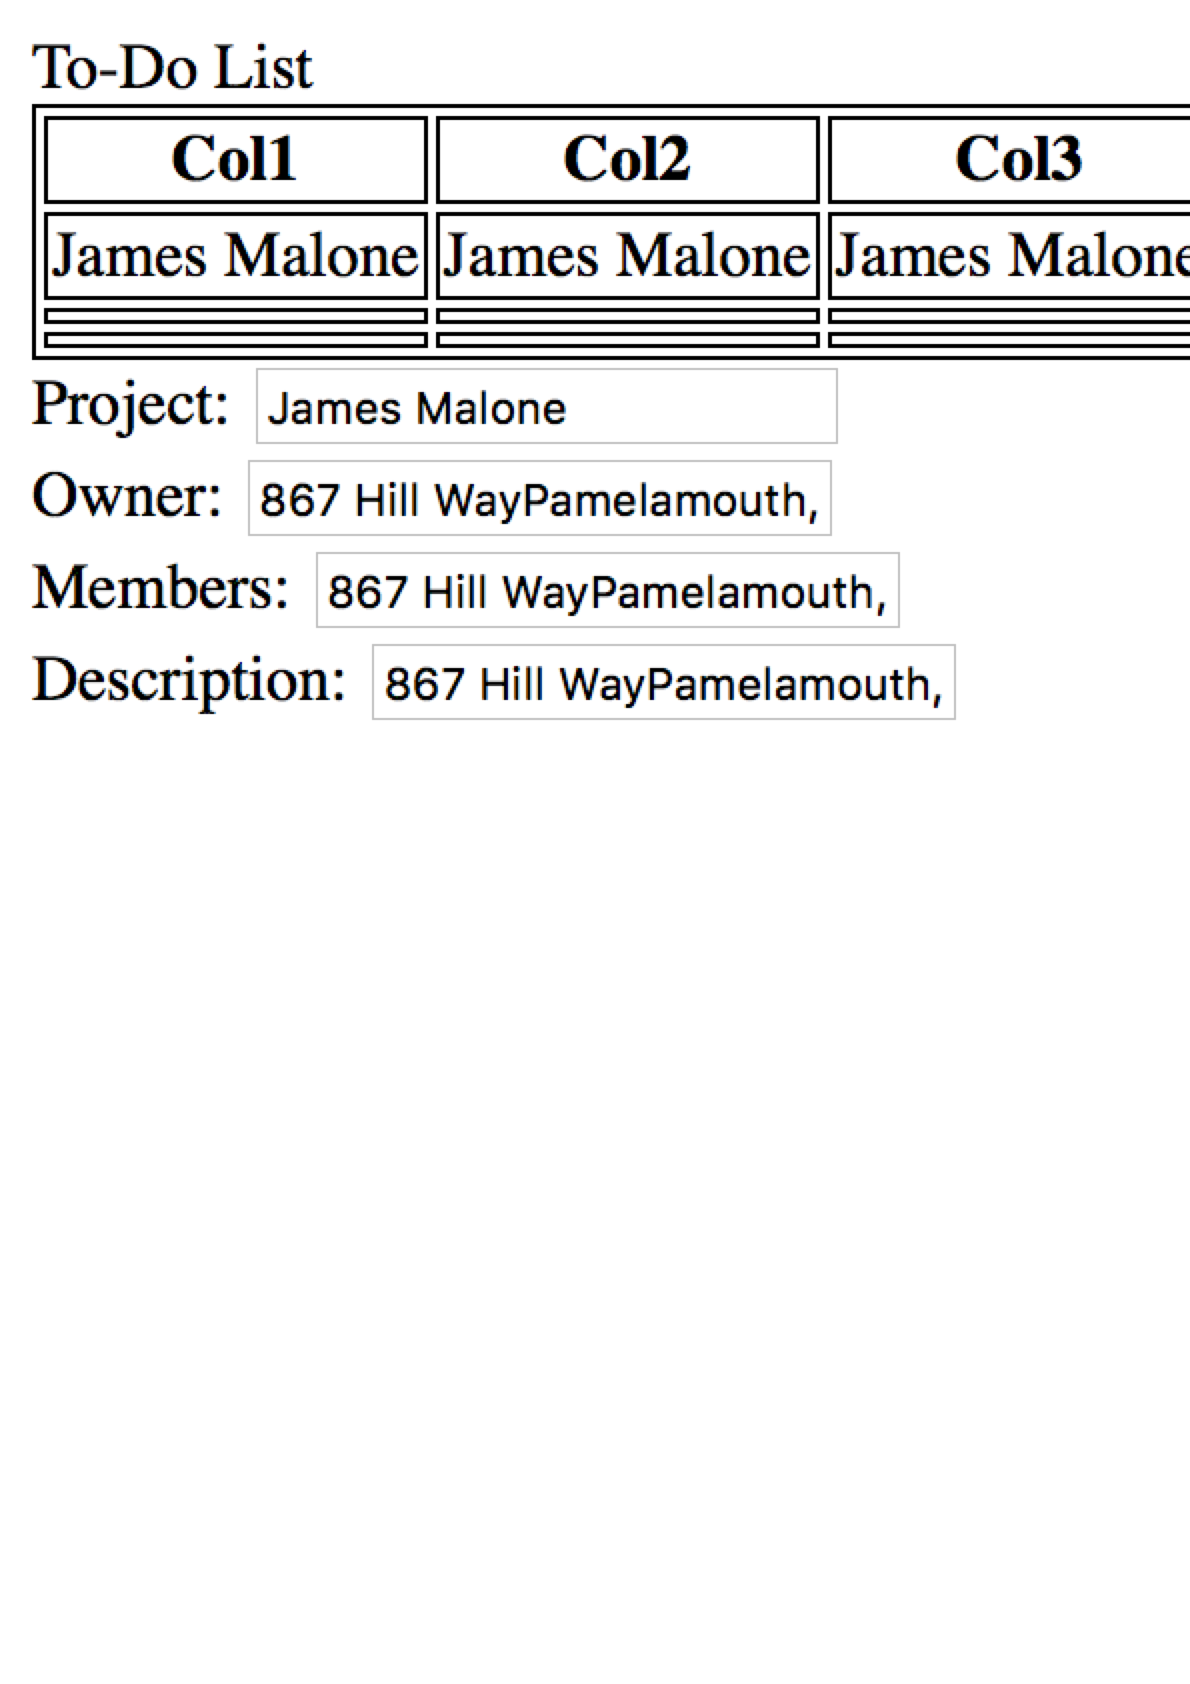 To-Do List
Col1 Col2 Col3
James Malone James Malone James Malone
Project: James Malone
Owner: 867 Hill WayPamelamouth,
Members: 867 Hill WayPamelamouth,
Description: 867 Hill WayPamelamouth,